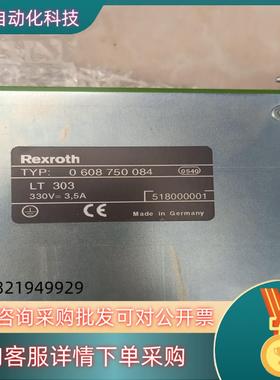 自动化科技
Rexroth
TYP: 0 608 750 084 0540
LT 303
330V= 3,5A
518000001
CE Made in Germany
321949929
咨询采购批发可对公开票
客服详情下单采购